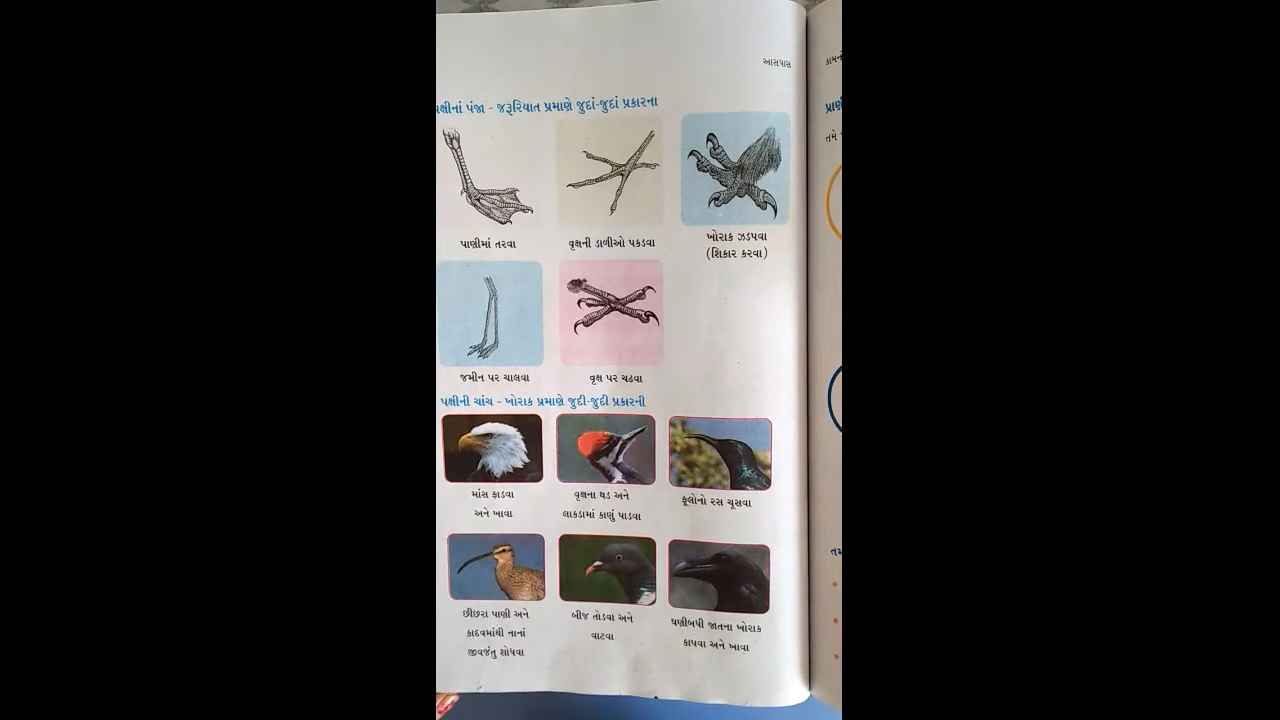 આસપાસ
પક્ષીનાં પંજા - જરૂરિયાત પ્રમાણે જુદાં-જુદાં પ્રકારના
પાણીમાં તરવા
વૃક્ષની ડાળીઓ પકડવા
ખોરાક ઝડપવા
(શિકાર કરવા)
જમીન પર ચાલવા
વૃક્ષ પર ચઢવા
પક્ષીની ચાંચ - ખોરાક પ્રમાણે જુદી-જુદી પ્રકારની
માંસ ફાડવા
અને ખાવા
વૃક્ષના થડ અને
લાકડામાં કાણું પાડવા
ફૂલોનો રસ ચૂસવા
છીછરા પાણી અને
કાદવમાંથી નાનાં
જીવજંતુ શોધવા
બીજ તોડવા અને
વાટવા
ઘણીબધી જાતના ખોરાક
કાપવા અને ખાવા
તમે